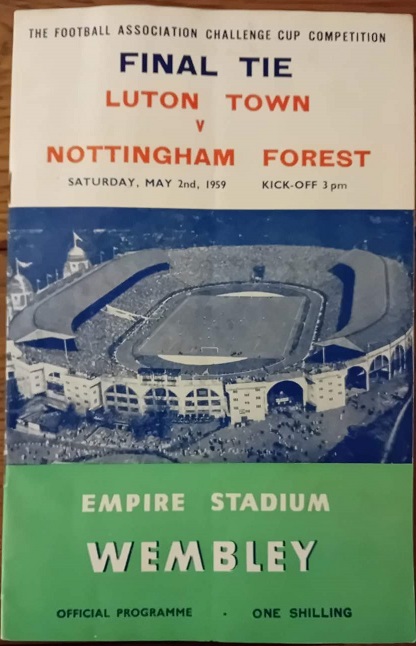 THE FOOTBALL ASSOCIATION CHALLENGE CUP COMPETITION
FINAL TIE
LUTON TOWN
V
NOTTINGHAM FOREST
SATURDAY, MAY 2nd, 1959 KICK-OFF 3 pm
EMPIRE STADIUM
WEMBLEY
OFFICIAL PROGRAMME · ONE SHILLING